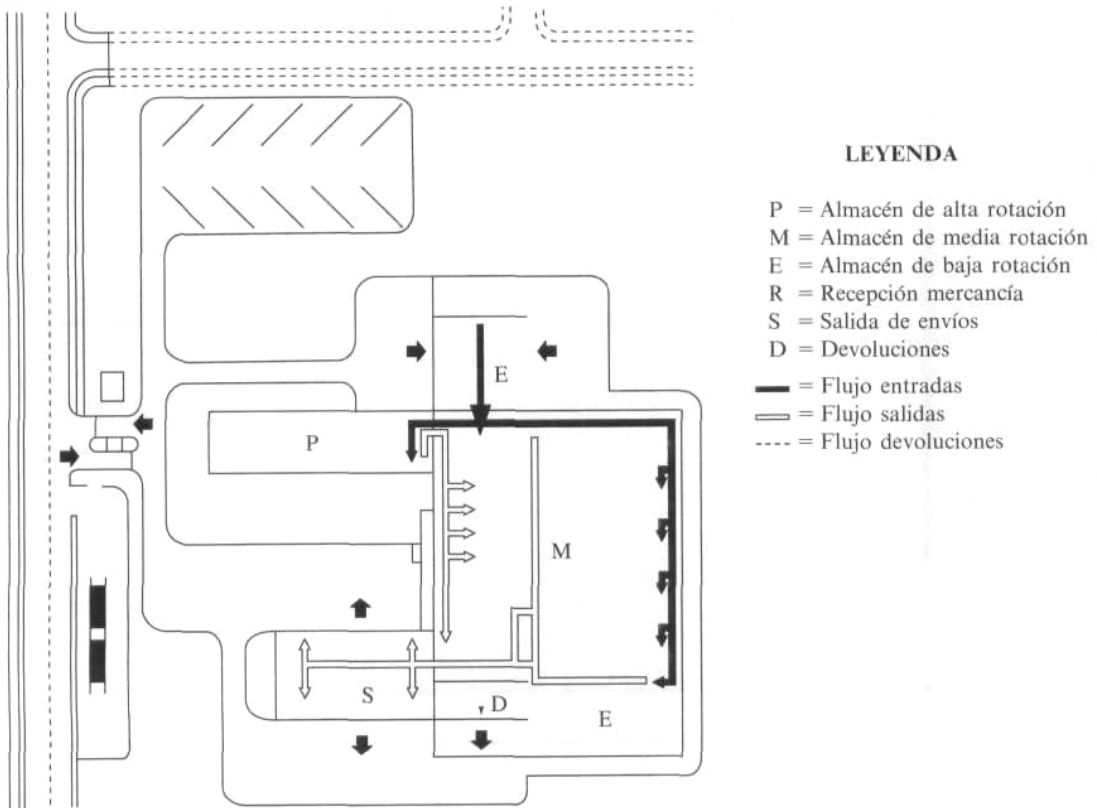 LEYENDA
P = Almacén de alta rotación
M = Almacén de media rotación
E = Almacén de baja rotación
R = Recepción mercancía
S = Salida de envíos
D = Devoluciones
= Flujo entradas
= Flujo salidas
= Flujo devoluciones
E
P
M
S
D
E